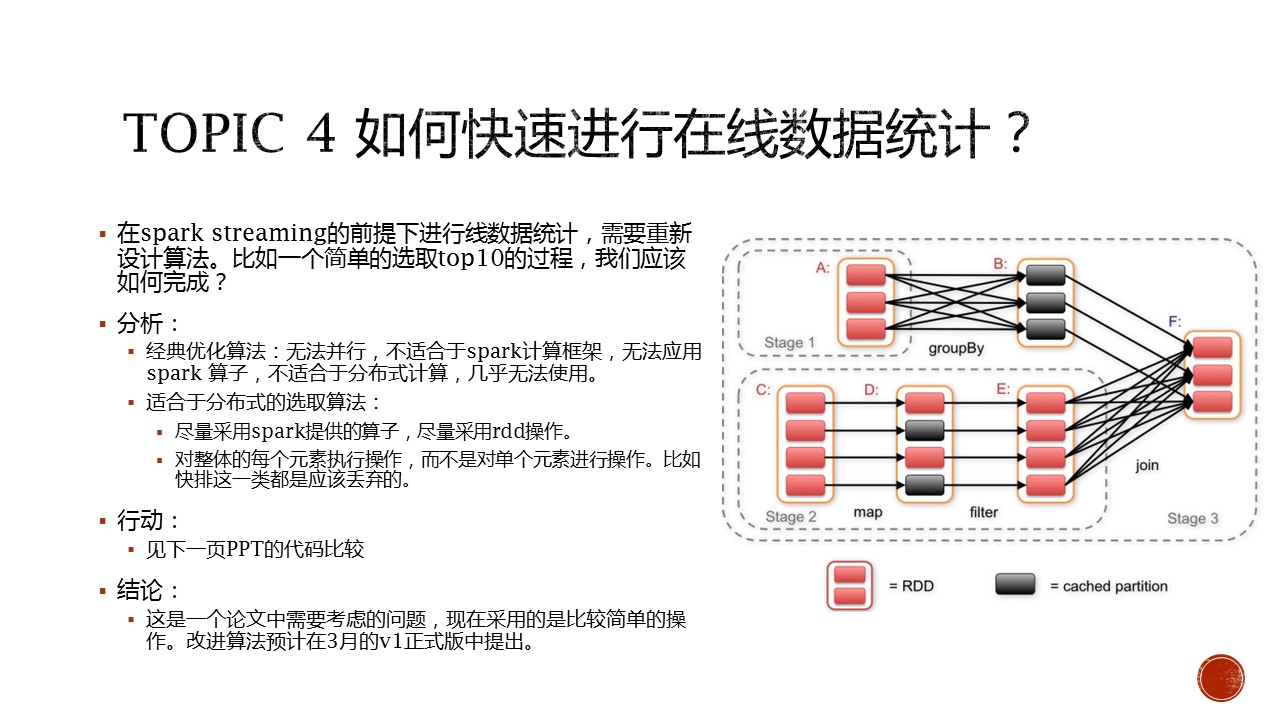 TOPIC 4 如何快速进行在线数据统计？
▪ 在spark streaming的前提下进行线数据统计，需要重新
设计算法。比如一个简单的选取top10的过程，我们应该
如何完成？
▪ 分析：
▪ 经典优化算法：无法并行，不适合于spark计算框架，无法应用
spark 算子，不适合于分布式计算，几乎无法使用。
▪ 适合于分布式的选取算法：
▪ 尽量采用spark提供的算子，尽量采用rdd操作。
▪ 对整体的每个元素执行操作，而不是对单个元素进行操作。比如
快排这一类都是应该丢弃的。
▪ 行动：
▪ 见下一页PPT的代码比较
▪ 结论：
▪ 这是一个论文中需要考虑的问题，现在采用的是比较简单的操
作。改进算法预计在3月的v1正式版中提出。
A:
B:
Stage 1
groupBy
F:
C:
D:
E:
join
Stage 2
map
filter
Stage 3
= RDD
= cached partition